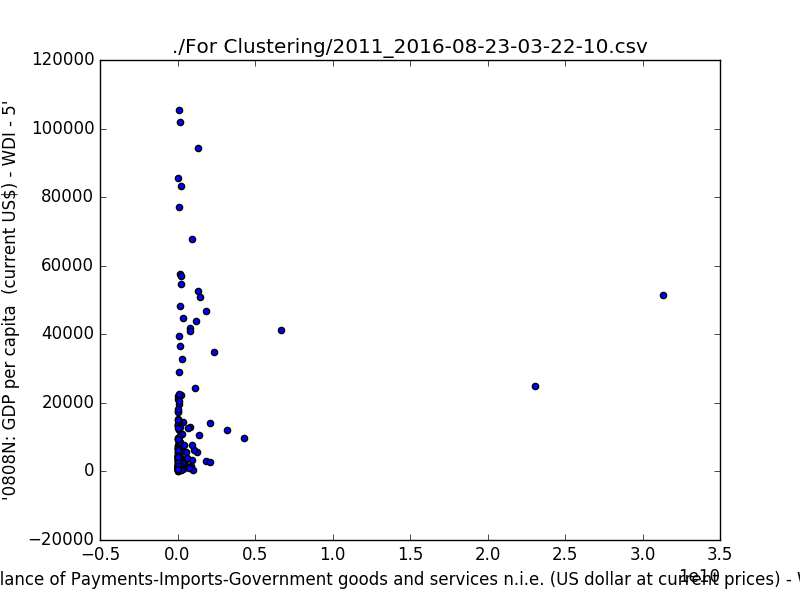 ./For Clustering/2011_2016-08-23-03-22-10.csv
'0808N: GDP per capita  (current US$) - WDI - 5'
120000
100000
80000
60000
40000
20000
0
−20000
−0.5 0.0 0.5 1.0 1.5 2.0 2.5 3.0 3.5
1e10
lance of Payments-Imports-Government goods and services n.i.e. (US dollar at current prices) -